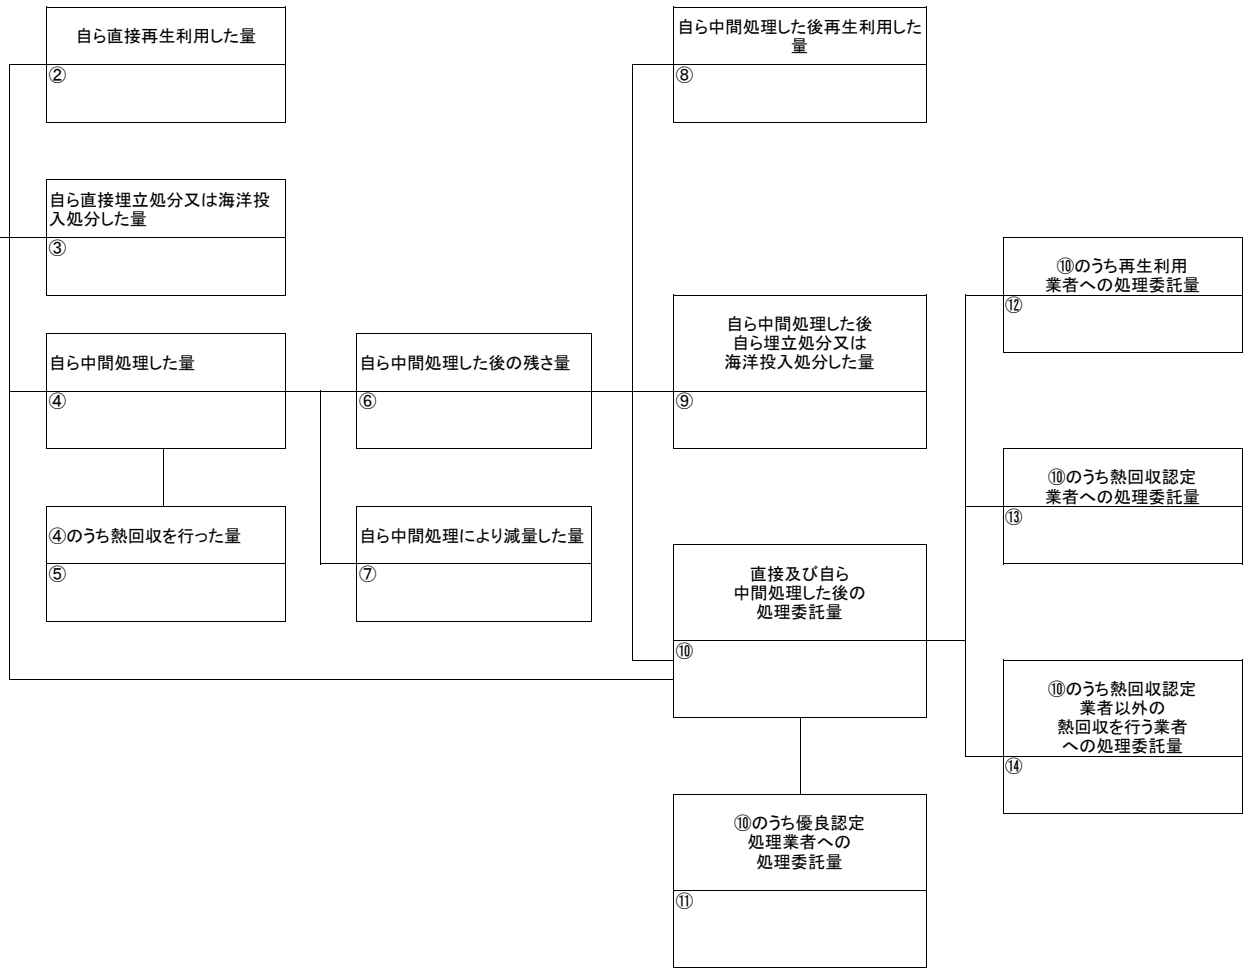 自ら直接再生利用した量
②
自ら中間処理した後再生利用した
量
⑧
自ら直接埋立処分又は海洋投
入処分した量
③
自ら中間処理した量
④
自ら中間処理した後の残さ量
⑥
自ら中間処理した後
自ら埋立処分又は
海洋投入処分した量
⑨
⑩のうち再生利用
業者への処理委託量
⑫
④のうち熱回収を行った量
⑤
自ら中間処理により減量した量
⑦
直接及び自ら
中間処理した後の
処理委託量
⑩
⑩のうち熱回収認定
業者への処理委託量
⑬
⑩のうち熱回収認定
業者以外の
熱回収を行う業者
への処理委託量
⑭
⑩のうち優良認定
処理業者への
処理委託量
⑪